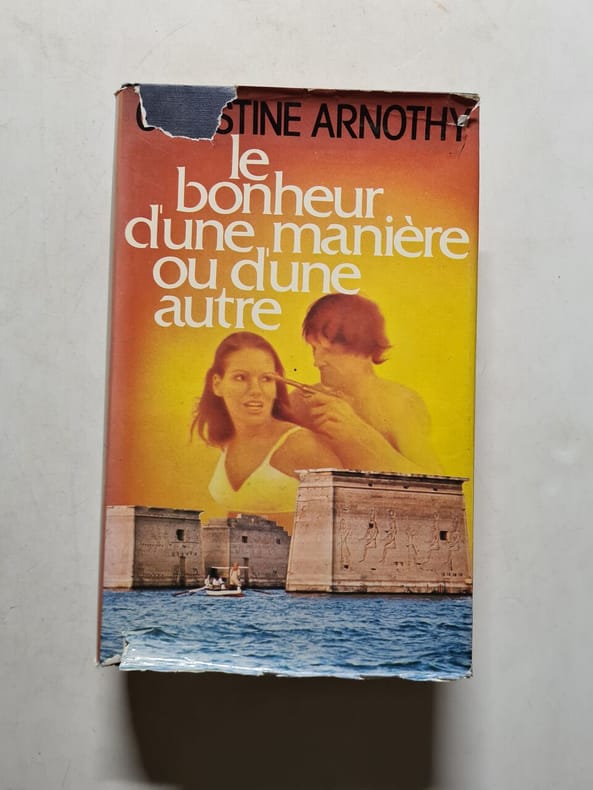 STINE ARNOTHY
le
bonheur
d'une manière
ou d'une
autre